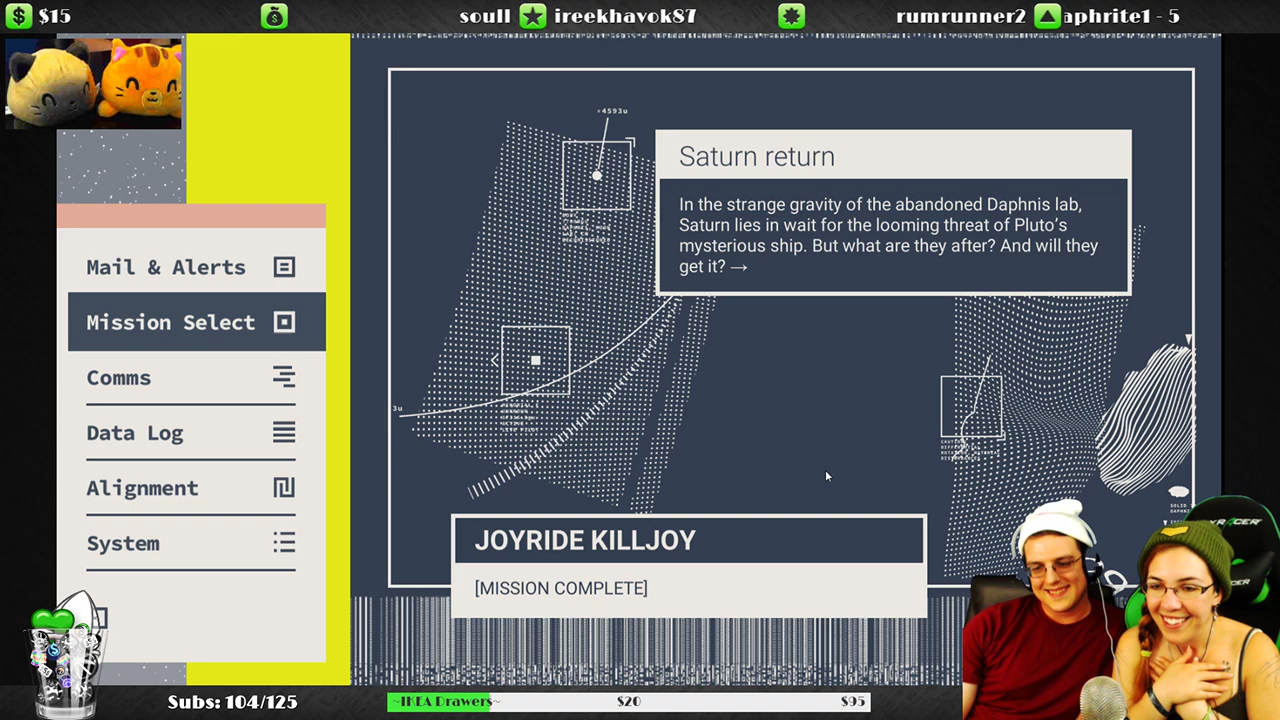 $15
soull ireekhavok87
rumrunner2 aphrite1 - 5
÷4593u
Saturn return
In the strange gravity of the abandoned Daphnis lab,
Saturn lies in wait for the looming threat of Pluto's
mysterious ship. But what are they after? And will they
get it? →
Mail & Alerts
Mission Select
Comms
Data Log
Alignment
System
3u
JOYRIDE KILLJOY
[MISSION COMPLETE]
Subs: 104/125
~IKEA Drawers~
$20
$95